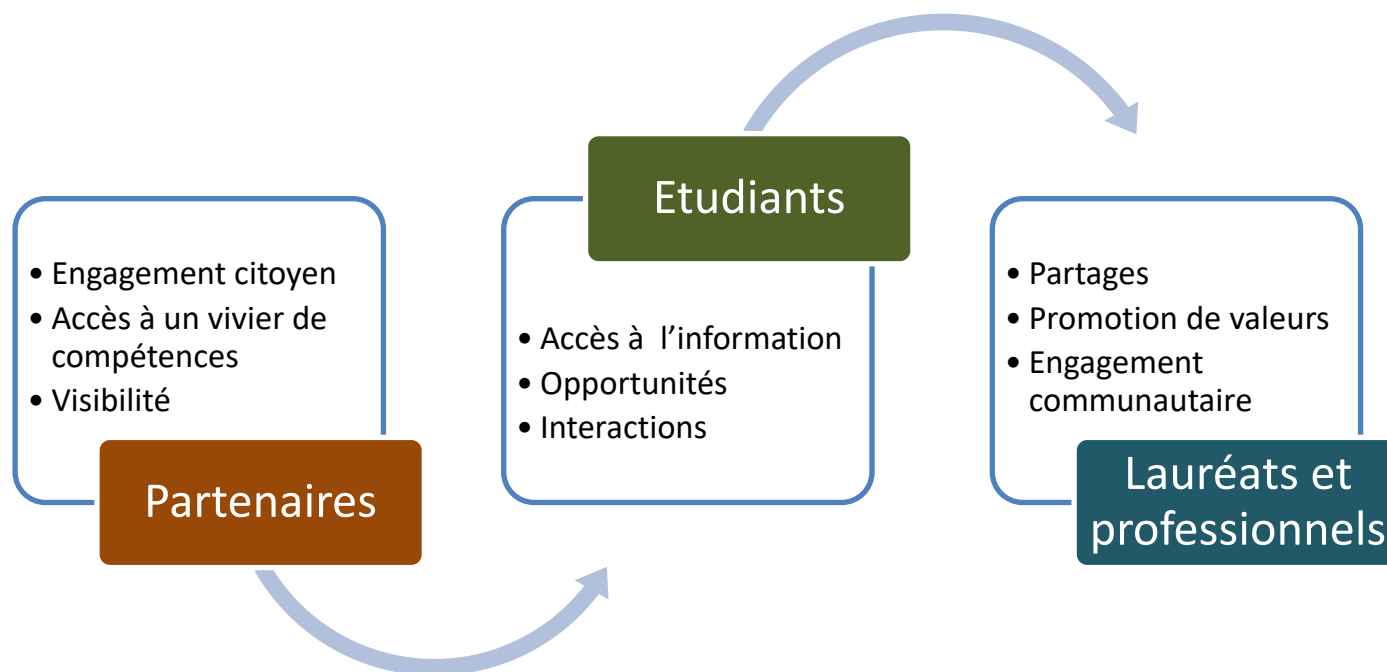 • Engagement citoyen
• Accès à un vivier de
compétences
• Visibilité
Partenaires
Etudiants
• Accès à  l’information
• Opportunités
• Interactions
• Partages
• Promotion de valeurs
• Engagement
communautaire
Lauréats et
professionnels